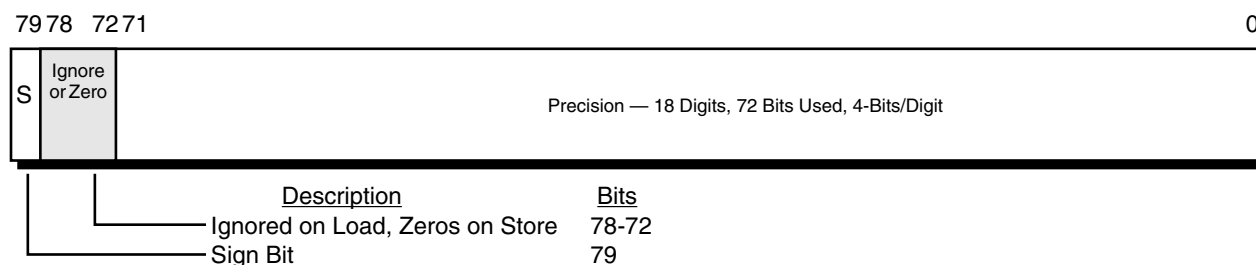 79 78 72 71 0
S
Ignore
or Zero
Precision — 18 Digits, 72 Bits Used, 4-Bits/Digit
Description Bits
Ignored on Load, Zeros on Store 78-72
Sign Bit 79